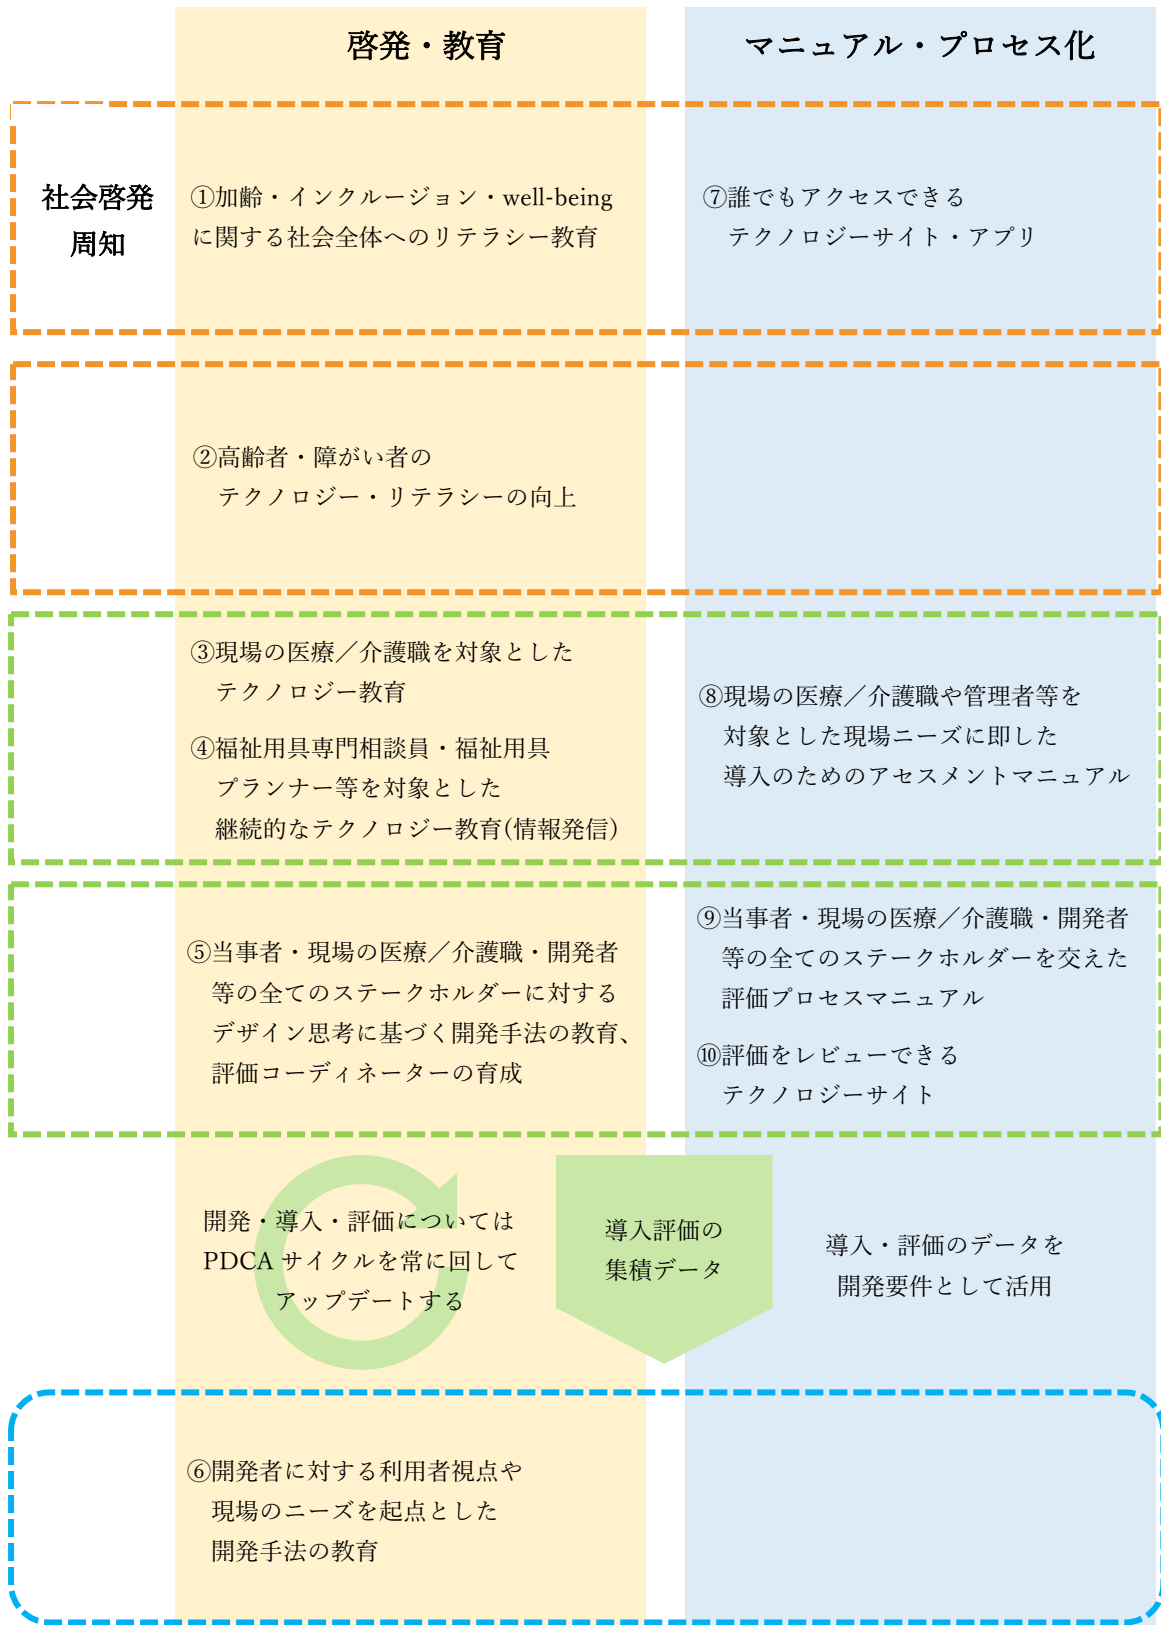 啓発・教育
マニュアル・プロセス化
社会啓発
周知
①加齢・インクルージョン・well-being
に関する社会全体へのリテラシー教育
⑦誰でもアクセスできる
テクノロジーサイト・アプリ
②高齢者・障がい者の
テクノロジー・リテラシーの向上
③現場の医療／介護職を対象とした
テクノロジー教育
④福祉用具専門相談員・福祉用具
プランナー等を対象とした
継続的なテクノロジー教育(情報発信)
⑧現場の医療／介護職や管理者等を
対象とした現場ニーズに即した
導入のためのアセスメントマニュアル
⑤当事者・現場の医療／介護職・開発者
等の全てのステークホルダーに対する
デザイン思考に基づく開発手法の教育、
評価コーディネーターの育成
⑨当事者・現場の医療／介護職・開発者
等の全てのステークホルダーを交えた
評価プロセスマニュアル
⑩評価をレビューできる
テクノロジーサイト
開発・導入・評価については
PDCA サイクルを常に回して
アップデートする
導入評価の
集積データ
導入・評価のデータを
開発要件として活用
⑥開発者に対する利用者視点や
現場のニーズを起点とした
開発手法の教育